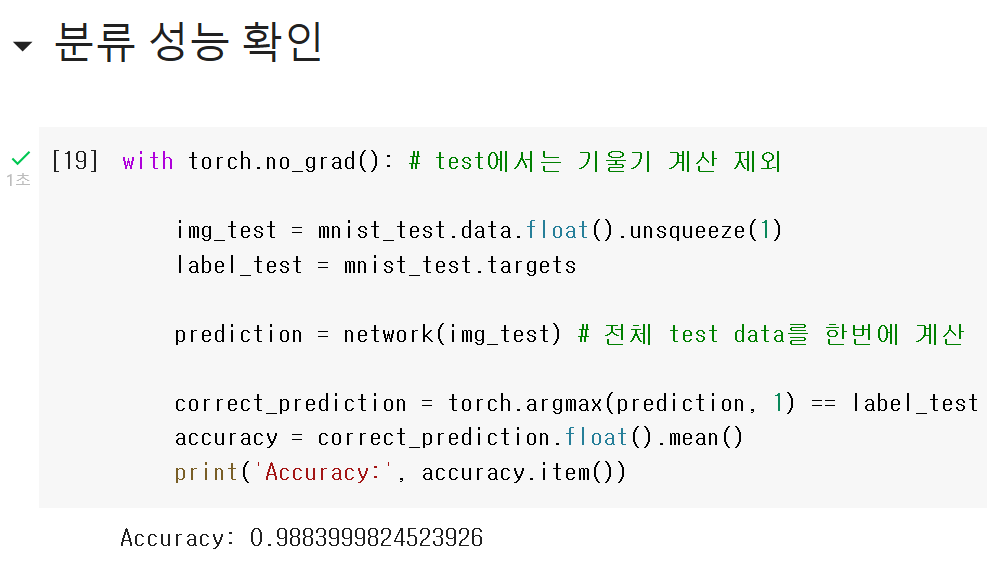 분류 성능 확인
[19] with torch.no_grad(): # test에서는 기울기 계산 제외
1초
img_test = mnist_test.data.float().unsqueeze(1)
label_test = mnist_test.targets
prediction = network(img_test) # 전체 test data를 한번에 계산
correct_prediction = torch.argmax(prediction, 1) == label_test
accuracy = correct_prediction.float().mean()
print('Accuracy:', accuracy.item())
Accuracy: 0.9883999824523926